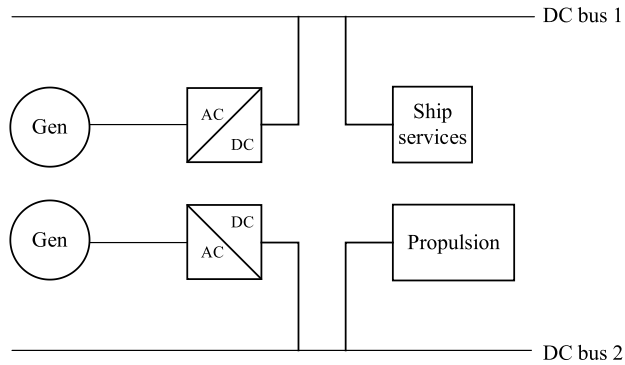 DC bus 1
Gen
AC
DC
Ship
services
Gen
DC
AC
Propulsion
DC bus 2